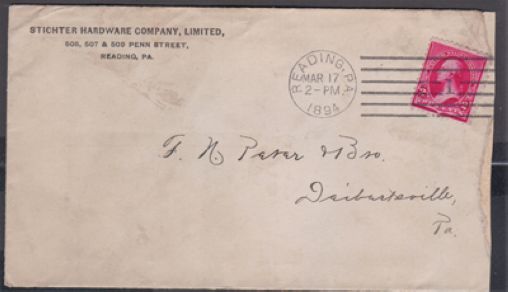 STICHTER HARDWARE COMPANY, LIMITED,
505, 507 & 509 PENN STREET,
READING, PA.
READING, PA.
MAR 17
2-PM
1894
F. N. & Bro.
Pa.